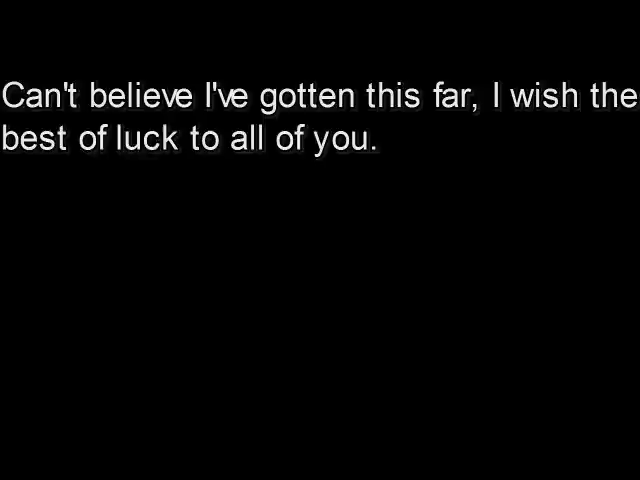 Can't believe I've gotten this far, I wish the
best of luck to all of you.